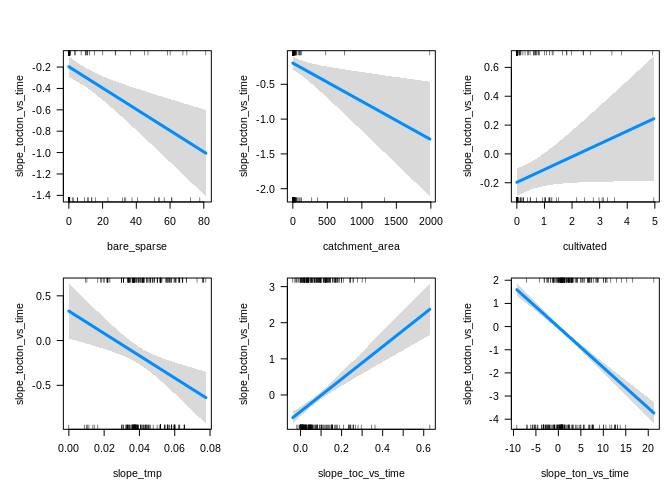 slope_tocton_vs_time
-0.2
-0.4
-0.6
-0.8
-1.0
-1.2
-1.4
0 20 40 60 80
bare_sparse
slope_tocton_vs_time
-0.5
-1.0
-1.5
-2.0
0 500 1000 1500 2000
catchment_area
slope_tocton_vs_time
0.6
0.4
0.2
0.0
-0.2
0 1 2 3 4 5
cultivated
slope_tocton_vs_time
0.5
0.0
-0.5
0.00 0.02 0.04 0.06 0.08
slope_tmp
slope_tocton_vs_time
3
2
1
0
0.0 0.2 0.4 0.6
slope_toc_vs_time
slope_tocton_vs_time
2
1
0
-1
-2
-3
-4
-10 -5 0 5 10 15 20
slope_ton_vs_time